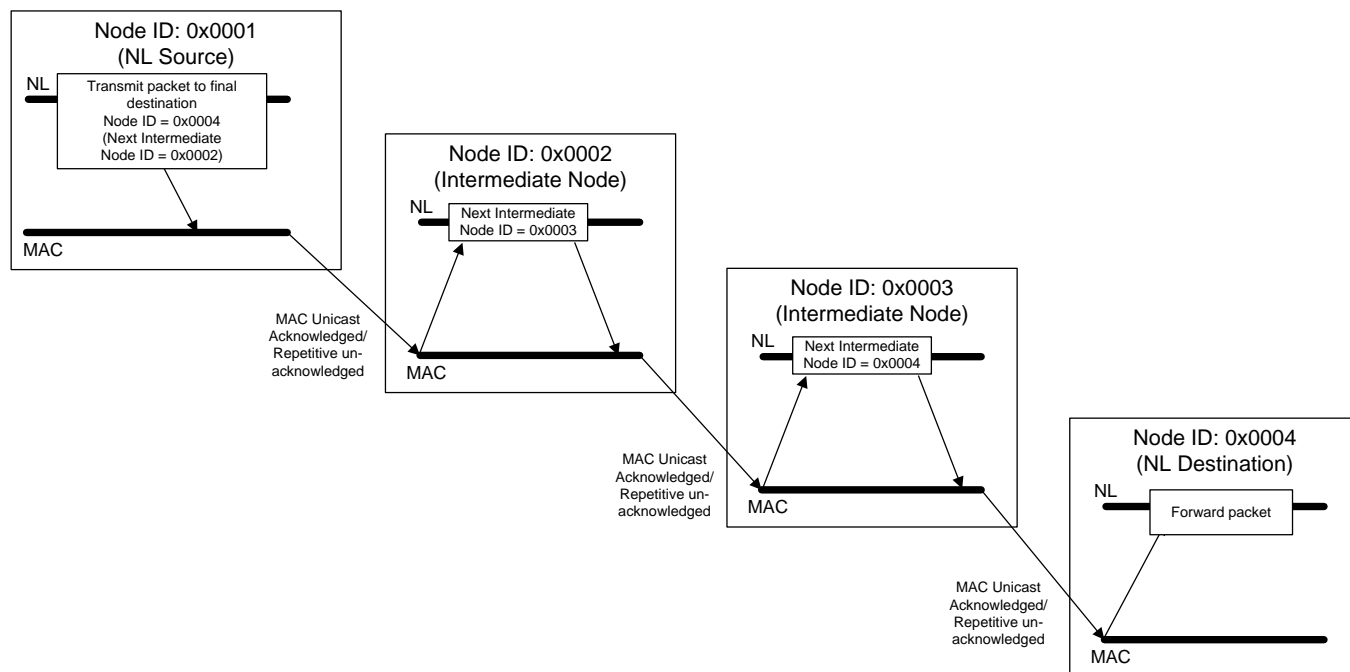 Node ID: 0x0001
(NL Source)
NL
Transmit packet to final
destination
Node ID = 0x0004
(Next Intermediate
Node ID = 0x0002)
MAC
MAC Unicast
Acknowledged/
Repetitive un-
acknowledged
Node ID: 0x0002
(Intermediate Node)
NL
Next Intermediate
Node ID = 0x0003
MAC
MAC Unicast
Acknowledged/
Repetitive un-
acknowledged
Node ID: 0x0003
(Intermediate Node)
NL
Next Intermediate
Node ID = 0x0004
MAC
MAC Unicast
Acknowledged/
Repetitive un-
acknowledged
Node ID: 0x0004
(NL Destination)
NL
Forward packet
MAC